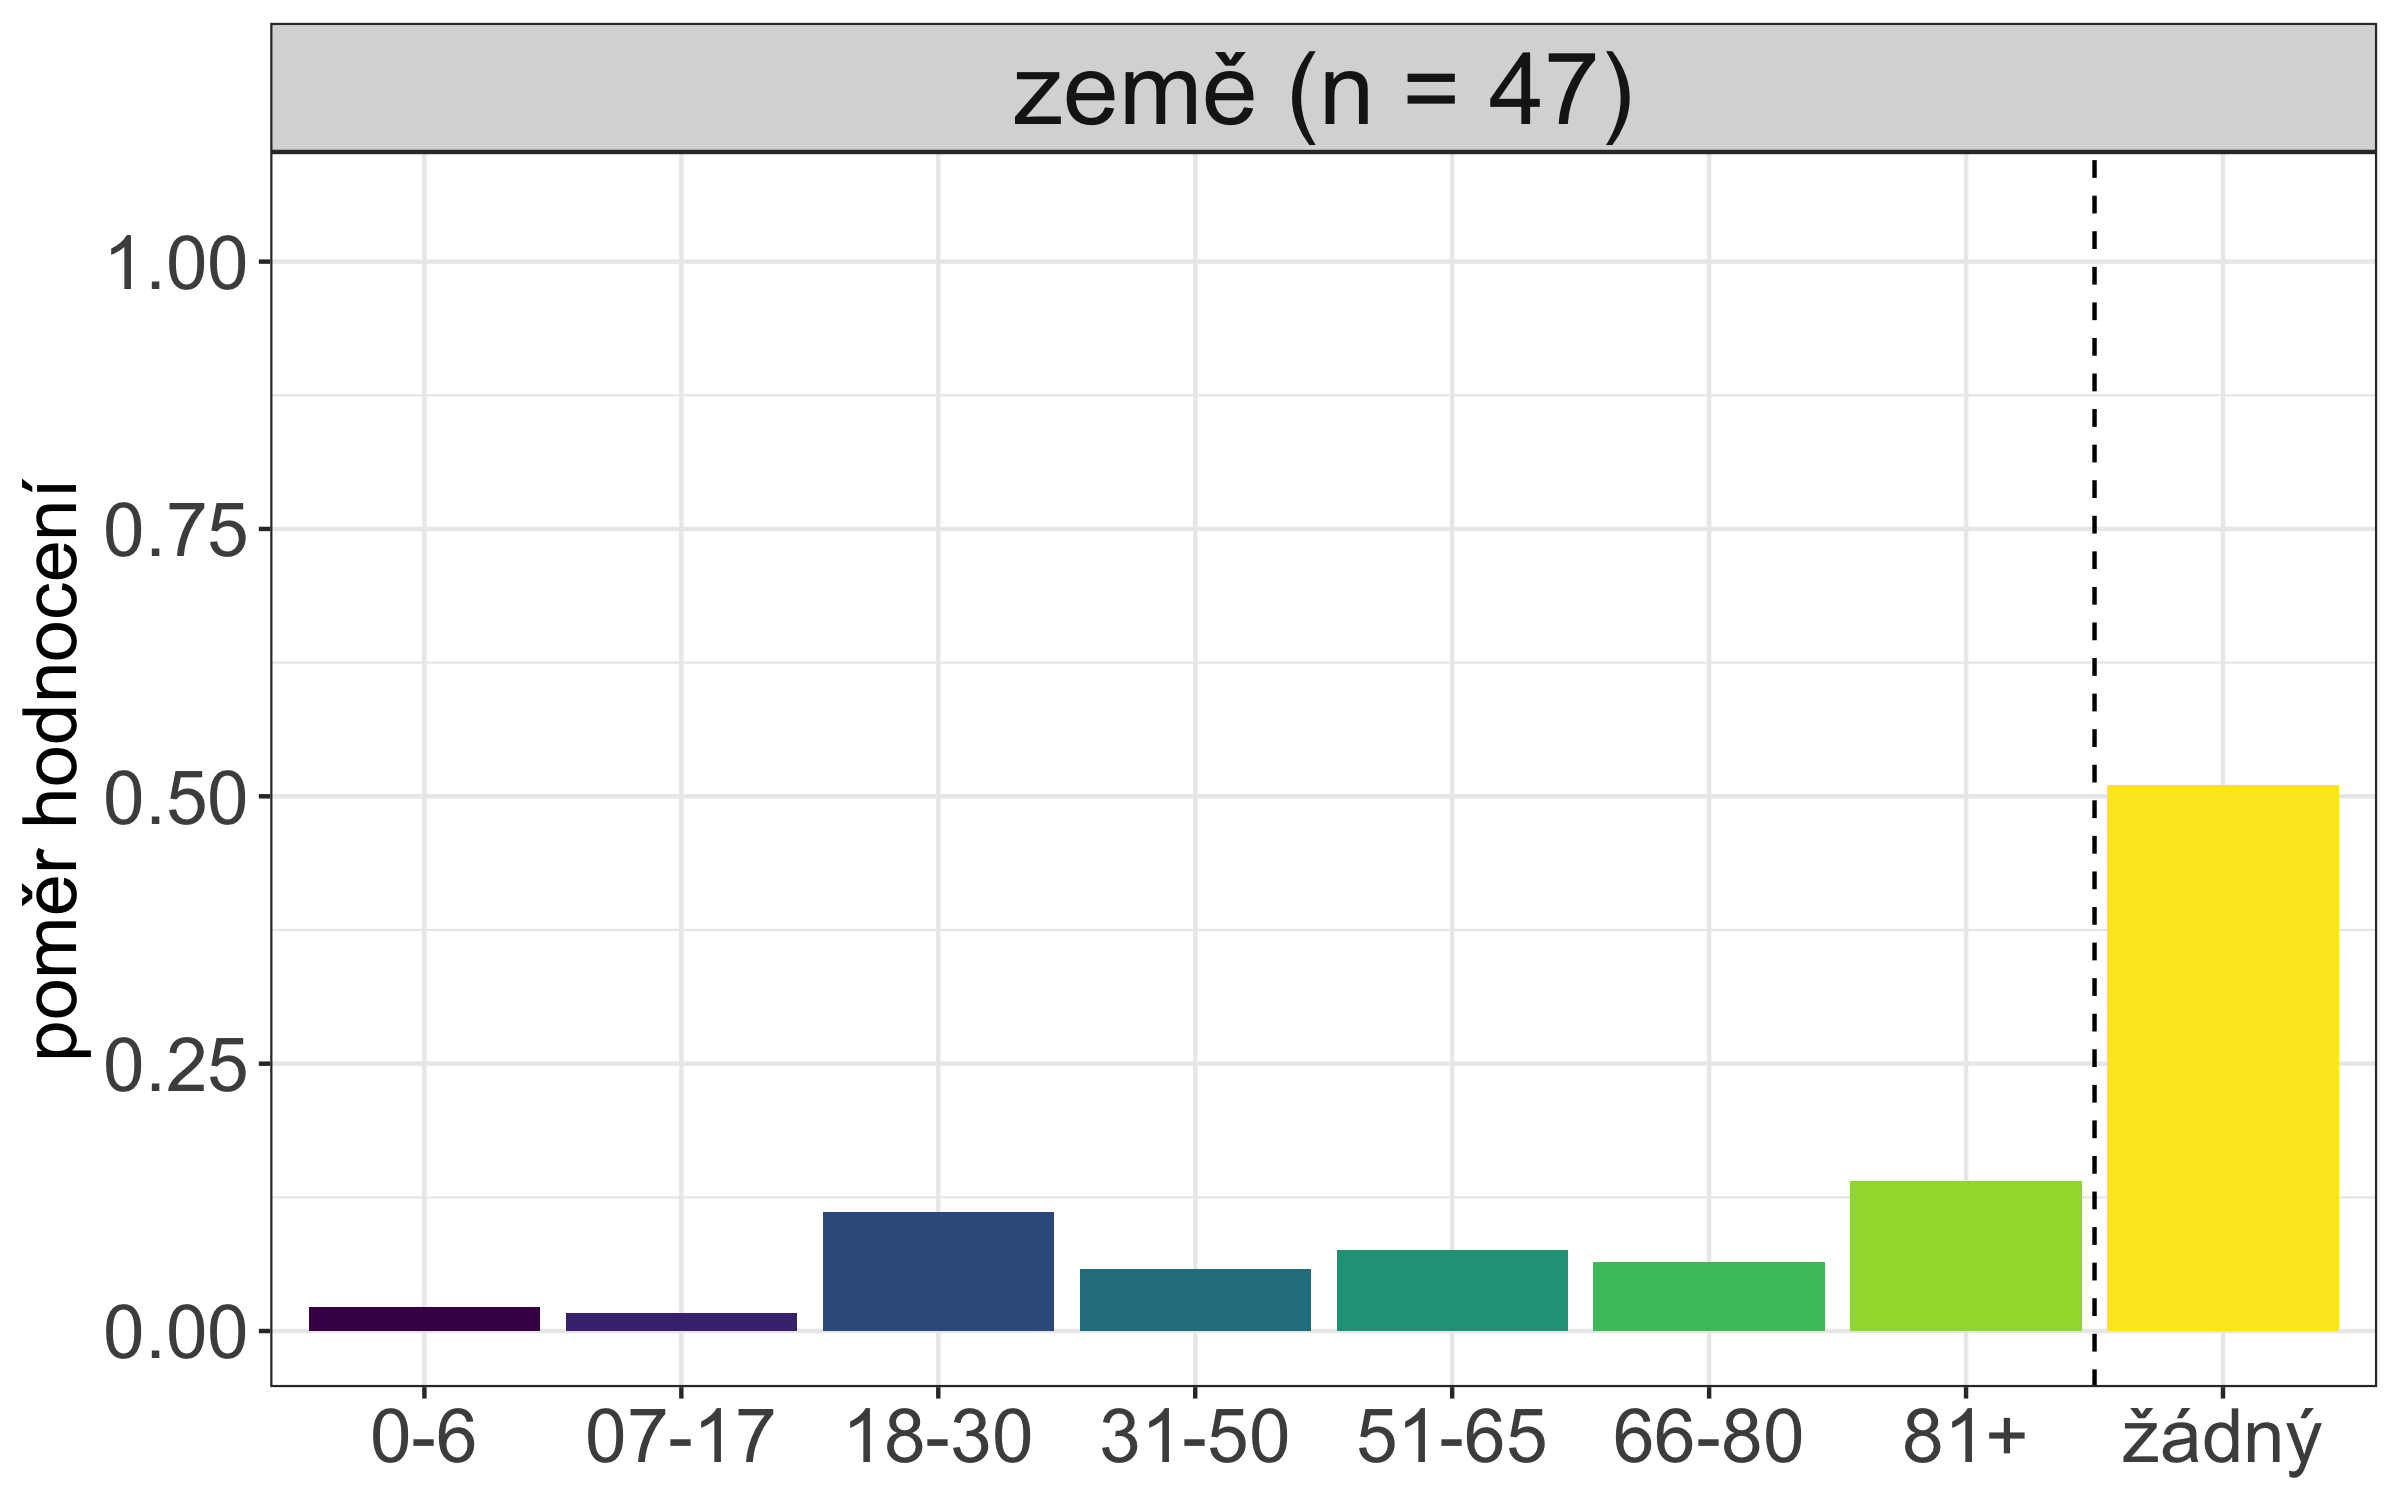 země (n = 47)
poměr hodnocení
1.00
0.75
0.50
0.25
0.00
0-6 07-17 18-30 31-50 51-65 66-80 81+ žádný